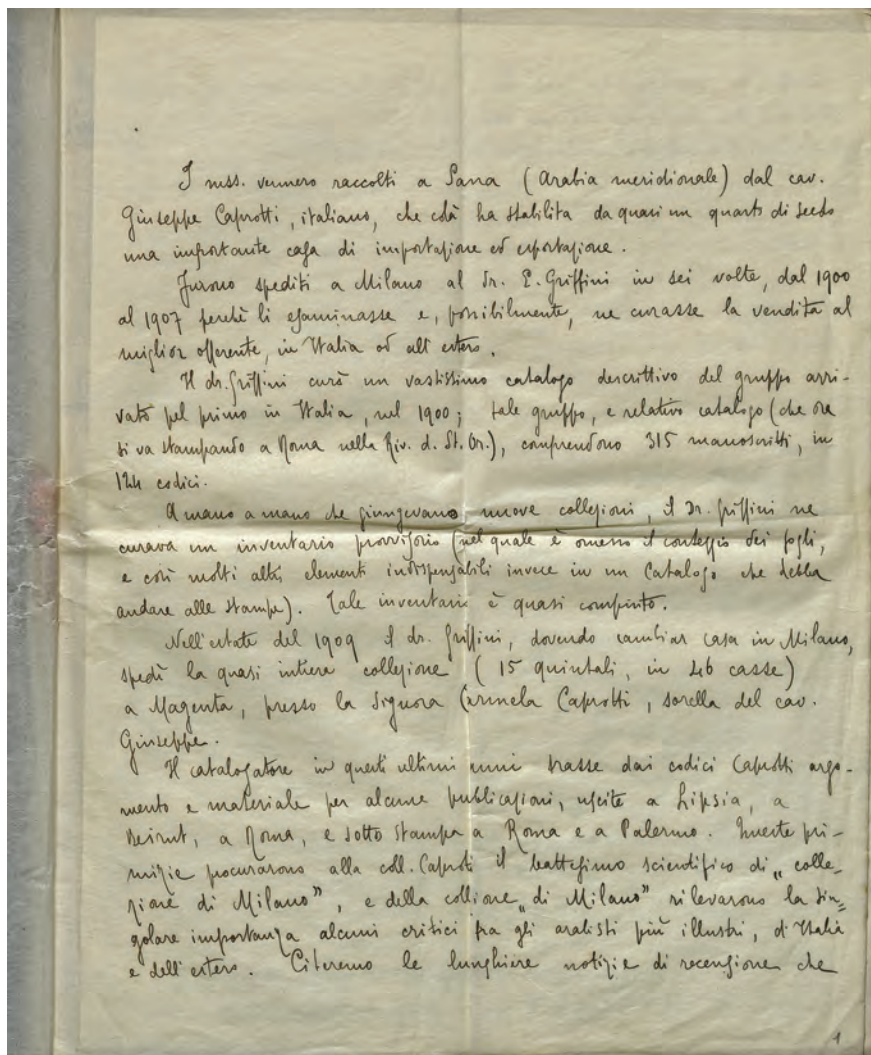 I mss. vennero raccolti a Sana (Arabia meridionale) dal cav.
Giuseppe Caprotti, italiano, che colà ha stabilita da quasi un quarto di secolo
una importante casa di importazione ed esportazione.
Furono spediti a Milano al Dr. E. Griffini in sei volte, dal 1900
al 1907 perchè li esaminasse e, possibilmente, ne curasse la vendita al
miglior offerente, in Italia od all'estero.
Il dr. Griffini curò un vastissimo catalogo descrittivo del gruppo arri-
vato pel primo in Italia, nel 1900; tale gruppo, e relativo catalogo (che ora
si va stampando a Roma nella Riv. d. St. Or.), comprendono 315 manoscritti, in
124 codici.
A mano a mano che giungevano nuove collezioni, il Dr. Griffini ne
curava un inventario provvisorio (nel quale è omesso il conteggio dei fogli,
e così molti altri elementi indispensabili invece in un Catalogo che debba
andare alle stampe). Tale inventario è quasi compiuto.
Nell'estate del 1909 il dr. Griffini, dovendo cambiar casa in Milano,
spedì la quasi intiera collezione (15 quintali, in 46 casse)
a Magenta, presso la Signora Carmela Caprotti, sorella del cav.
Giuseppe.
Il catalogatore in questi ultimi anni trasse dai codici Caprotti argo-
mento e materiale per alcune pubblicazioni, uscite a Lipsia, a
Beirut, a Roma, e sotto stampa a Roma e a Palermo. Queste pri-
mizie procurarono alla coll. Caprotti il battesimo scientifico di „colle-
zione di Milano”, e della collione „di Milano” rilevarono la sin-
golare importanza alcuni critici fra gli arabisti più illustri, d'Italia
e dell'estero. Citeremo le lunghiere notizie di recensione che
1